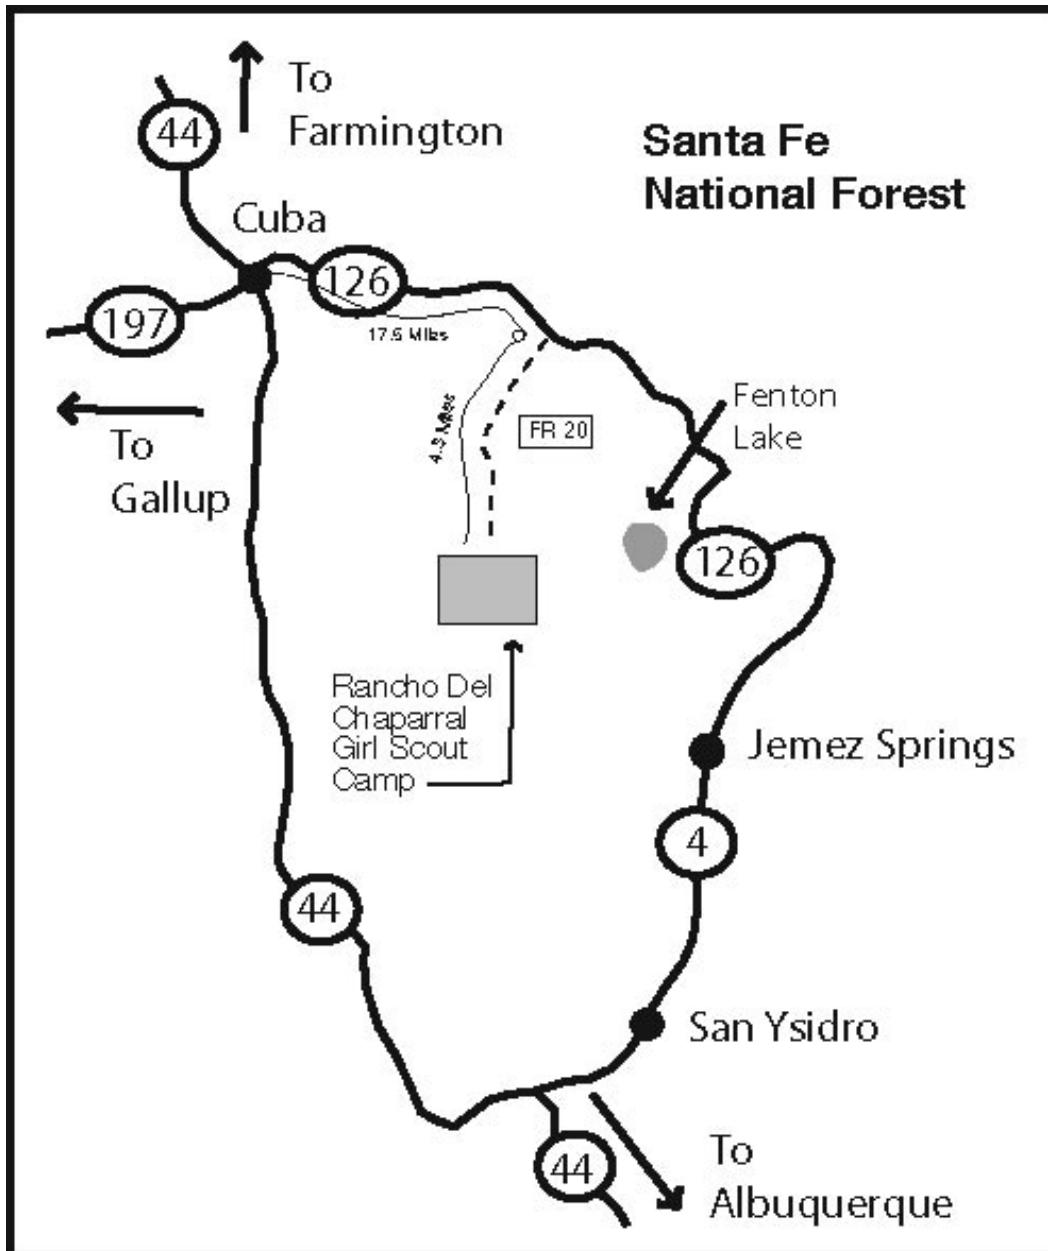 To
Farmington
44
Santa Fe
National Forest
Cuba
126
197
17.5 Miles
To
Gallup
4.3 Miles
FR 20
Fenton
Lake
126
Rancho Del
Chaparral
Girl Scout
Camp
Jemez Springs
4
44
San Ysidro
44
To
Albuquerque